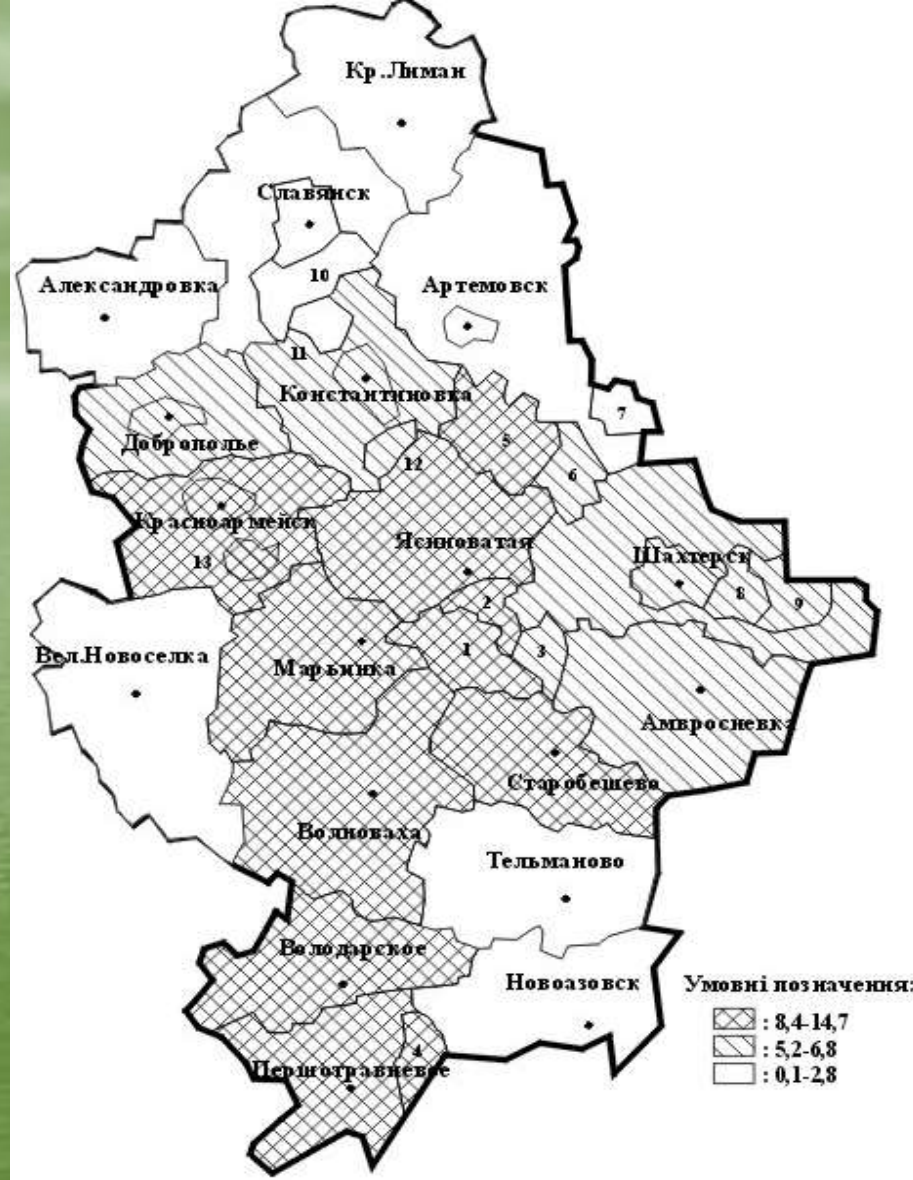 Кр.Лиман
Славянск
10
Александровка
Артемовск
11
Константиновка
7
Доброполье
5
12
6
Красноармейск
Ясиноватая
Шахтерск
13
2
8
9
Вел.Новоселка
Марьинка
1
3
Амвросиевка
Старобешево
Волноваха
Тельманово
Володарское
Новоазовск
Умовні позначення:
: 8,4-14,7
: 5,2-6,8
: 0,1-2,8
4
Першотравневое